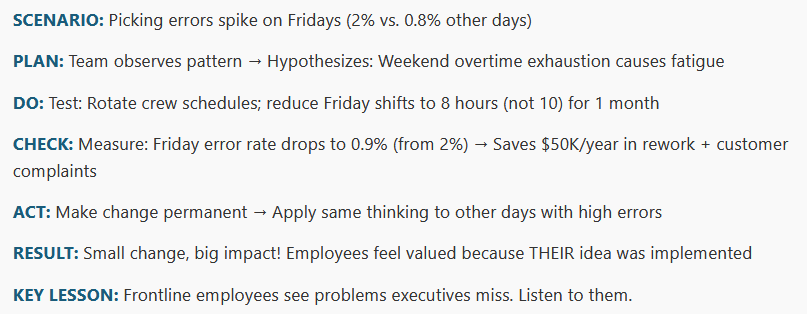 SCENARIO: Picking errors spike on Fridays (2% vs. 0.8% other days)
PLAN: Team observes pattern → Hypothesizes: Weekend overtime exhaustion causes fatigue
DO: Test: Rotate crew schedules; reduce Friday shifts to 8 hours (not 10) for 1 month
CHECK: Measure: Friday error rate drops to 0.9% (from 2%) → Saves $50K/year in rework + customer
complaints
ACT: Make change permanent → Apply same thinking to other days with high errors
RESULT: Small change, big impact! Employees feel valued because THEIR idea was implemented
KEY LESSON: Frontline employees see problems executives miss. Listen to them.